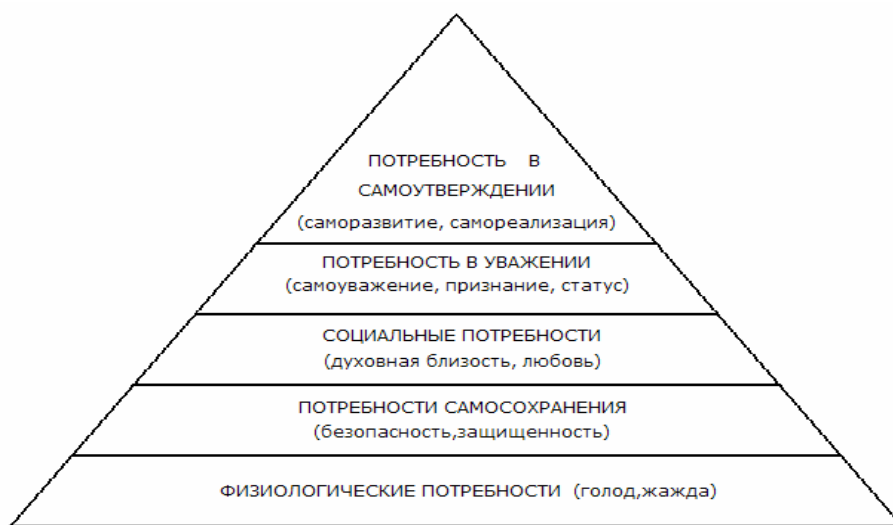 ПОТРЕБНОСТЬ В
САМОУТВЕРЖДЕНИИ
(саморазвитие, самореализация)
ПОТРЕБНОСТЬ В УВАЖЕНИИ
(самоуважение, признание, статус)
СОЦИАЛЬНЫЕ ПОТРЕБНОСТИ
(духовная близость, любовь)
ПОТРЕБНОСТИ САМОСОХРАНЕНИЯ
(безопасность,защищенность)
ФИЗИОЛОГИЧЕСКИЕ ПОТРЕБНОСТИ (голод,жажда)